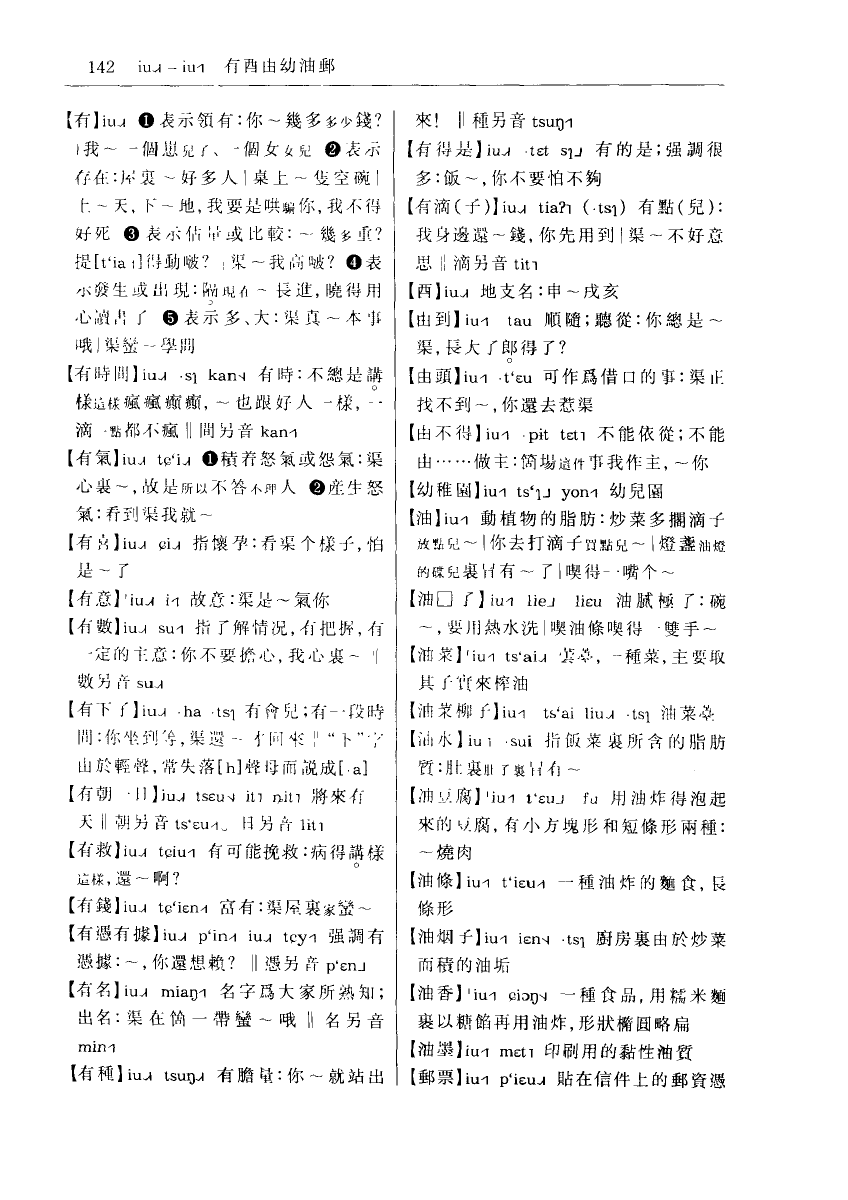 142 iu˨˩ – iu˧ 有酉由幼油郵
【有】iu ❶ 表示領有:你～幾多多少錢?
|我～一個崽兒子、一個女女兒 ❷ 表示
存在:屋裏～好多人|桌上～隻空碗|
上～天,下～地,我要是哄騙你,我不得
好死 ❸ 表示估量或比較:～幾多重?
提[t‘ia]得動啵?|渠～我高啵? ❹ 表
示發生或出現:隔現在～長進,曉得用
心讀書了 ❺ 表示多、大:渠真～本事
哦|渠蠻～學問
【有時間】iu ·sɿ kan 有時:不總是講
樣這樣瘋瘋癲癲,～也跟好人一樣,一
滴一點都不瘋‖間另音 kan
【有氣】iu tɕ‘i ❶積着怒氣或怨氣:渠
心裏～,故是所以不答不理人 ❷産生怒
氣:看到渠我就～
【有喜】iu ɕi 指懷孕:看渠个樣子,怕
是～了
【有意】iu i 故意:渠是～氣你
【有數】iu su 指了解情况,有把握,有
一定的主意:你不要擔心,我心裏～‖
數另音 su
【有下子】iu ·ha ·tsɿ 有會兒;有一段時
間:你坐到等,渠還～才回來‖“下”字
由於輕聲,常失落[h]聲母而説成[·a]
【有朝一日】iu tsɛu it ȵit 將來有
天‖朝另音 ts‘ɛu。 日另音 lit
【有救】iu tɕiu 有可能挽救:病得講樣
這樣,還～啊?
【有錢】iu tɕ‘iɛn 富有:渠屋裏家蠻～
【有憑有據】iu p‘in iu tɕy 强調有
憑據:～,你還想賴? ‖憑另音 p‘ɛn
【有名】iu miaŋ 名字爲大家所熟知;
出名:渠在箇一帶蠻～哦‖名另音
min
【有種】iu tsuŋ 有膽量:你～就站出
來! ‖種另音 tsuŋ
【有得是】iu ·tɛt sɿ 有的是;强調很
多:飯～,你不要怕不夠
【有滴(子)】iu tiaʔ (·tsɿ) 有點(兒):
我身邊還～錢,你先用到|渠～不好意
思‖滴另音 tit
【酉】iu 地支名:申～戌亥
【由到】iu tau 順隨;聽從:你總是～
渠,長大了郎得了?
【由頭】iu ·t‘ɛu 可作爲借口的事:渠正
找不到～,你還去惹渠
【由不得】iu ·pit tɛt 不能依從;不能
由……做主:箇場這件事我作主,～你
【幼稚園】iu ts‘ɿ yon 幼兒園
【油】iu 動植物的脂肪:炒菜多擱滴子
放點兒～|你去打滴子買點兒～|燈盞油燈
的碟兒裏冒有～了|喫得一嘴个～
【油□了】iu lie liɛu 油膩極了:碗
～,要用熱水洗|喫油條喫得一雙手～
【油菜】iu ts‘ai 蕓薹,一種菜,主要取
其子實來榨油
【油菜柳子】iu ts‘ai liu ·tsɿ 油菜薹
【油水】iu ·sui 指飯菜裏所含的脂肪
質:肚裏肚子裏冒有～
【油豆腐】iu t‘ɛu fu 用油炸得泡起
來的豆腐,有小方塊形和短條形兩種:
～燒肉
【油條】iu t‘iɛu 一種油炸的麵食,長
條形
【油烟子】iu iɛn ·tsɿ 廚房裏由於炒菜
而積的油垢
【油香】iu ɕiɔŋ 一種食品,用糯米麵
裹以糖餡再用油炸,形狀橢圓略扁
【油墨】iu mɛt 印刷用的黏性油質
【郵票】iu p‘iɛu 貼在信件上的郵資憑